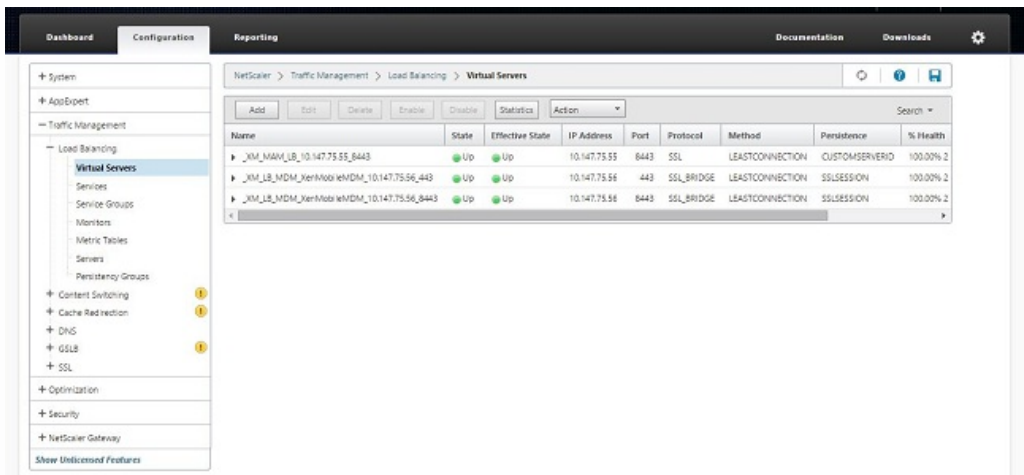 Dashboard Configuration Reporting Documentation Downloads
+ System
+ AppExpert
− Traffic Management
− Load Balancing
Virtual Servers
Services
Service Groups
Monitors
Metric Tables
Servers
Persistency Groups
+ Content Switching
+ Cache Redirection
+ DNS
+ GSLB
+ SSL
+ Optimization
+ Security
+ NetScaler Gateway
Show Unlicensed Features
NetScaler > Traffic Management > Load Balancing > Virtual Servers
Add Edit Delete Enable Disable Statistics Action Search
Name State Effective State IP Address Port Protocol Method Persistence % Health
_XM_MAM_LB_10.147.75.55_8443 Up Up 10.147.75.55 8443 SSL LEASTCONNECTION CUSTOMSERVERID 100.00% 2
_XM_LB_MDM_XenMobileMDM_10.147.75.56_443 Up Up 10.147.75.56 443 SSL_BRIDGE LEASTCONNECTION SSLSESSION 100.00% 2
_XM_LB_MDM_XenMobileMDM_10.147.75.56_8443 Up Up 10.147.75.56 8443 SSL_BRIDGE LEASTCONNECTION SSLSESSION 100.00% 2